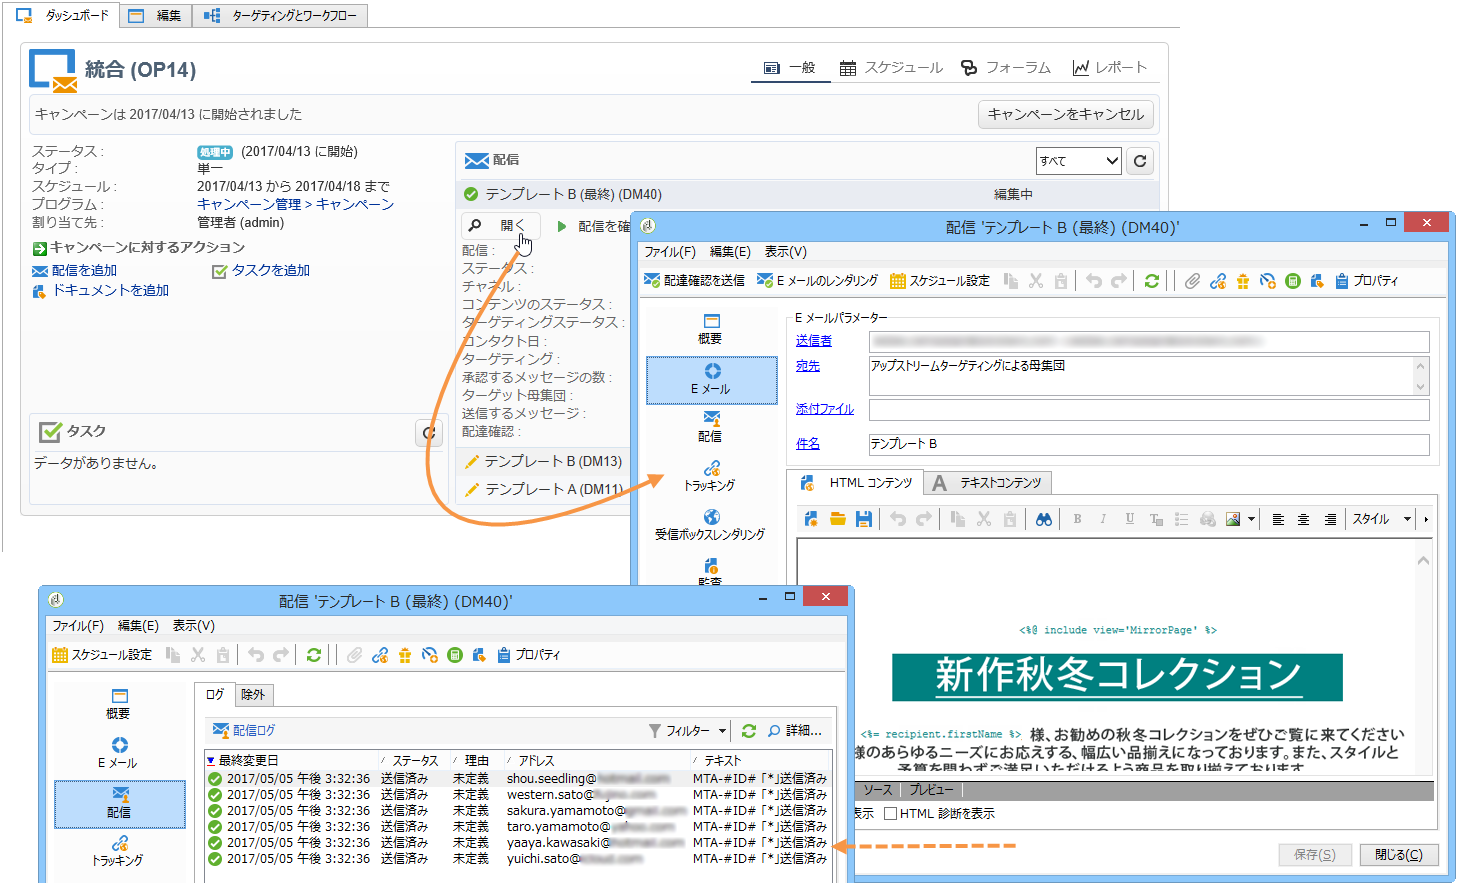 ダッシュボード
編集
ターゲティングとワークフロー
統合 (OP14)
一般
スケジュール
フォーラム
レポート
キャンペーンは 2017/04/13 に開始されました
キャンペーンをキャンセル
ステータス :
処理中 (2017/04/13 に開始)
タイプ :
単一
スケジュール :
2017/04/13 から 2017/04/18 まで
プログラム :
キャンペーン管理 > キャンペーン
割り当て先 :
管理者 (admin)
キャンペーンに対するアクション
配信を追加
タスクを追加
ドキュメントを追加
タスク
データがありません。
配信
すべて
テンプレート B (最終) (DM40)
編集中
開く
配信を確
配信 :
ステータス :
チャネル :
コンテンツのステータス :
ターゲティングステータス :
コンタクト日 :
ターゲティング :
承認するメッセージの数 :
ターゲット母集団 :
送信するメッセージ :
配達確認 :
テンプレート B (DM13)
テンプレート A (DM11)
配信 'テンプレート B (最終) (DM40)'
ファイル(F) 編集(E) 表示(V)
配達確認を送信
E メールのレンダリング
スケジュール設定
プロパティ
概要
E メール
配信
トラッキング
受信ボックスレンダリング
監査
E メールパラメーター
送信者
宛先
アップストリームターゲティングによる母集団
添付ファイル
件名
テンプレート B
HTML コンテンツ
テキストコンテンツ
B I U
スタイル
<%@ include view='MirrorPage' %>
新作秋冬コレクション
<%= recipient.firstName %> 様、お勧めの秋冬コレクションをぜひご覧に来てください
様のあらゆるニーズにお応えする、幅広い品揃えになっております。また、スタイルと
予算を問わずご満足いただけるよう商品を取り揃えております。
ソース
プレビュー
表示
HTML 診断を表示
保存(S)
閉じる(C)
配信 'テンプレート B (最終) (DM40)'
ファイル(F) 編集(E) 表示(V)
スケジュール設定
プロパティ
概要
E メール
配信
トラッキング
ログ
除外
配信ログ
フィルター
詳細...
最終変更日 ステータス 理由 アドレス テキスト
2017/05/05 午後 3:32:36 送信済み 未定義 shou.seedling@ MTA-#ID# 「*」送信済み
2017/05/05 午後 3:32:36 送信済み 未定義 western.sato@ MTA-#ID# 「*」送信済み
2017/05/05 午後 3:32:36 送信済み 未定義 sakura.yamamoto@ MTA-#ID# 「*」送信済み
2017/05/05 午後 3:32:36 送信済み 未定義 taro.yamamoto@ MTA-#ID# 「*」送信済み
2017/05/05 午後 3:32:36 送信済み 未定義 yaaya.kawasaki@ MTA-#ID# 「*」送信済み
2017/05/05 午後 3:32:36 送信済み 未定義 yuichi.sato@ MTA-#ID# 「*」送信済み